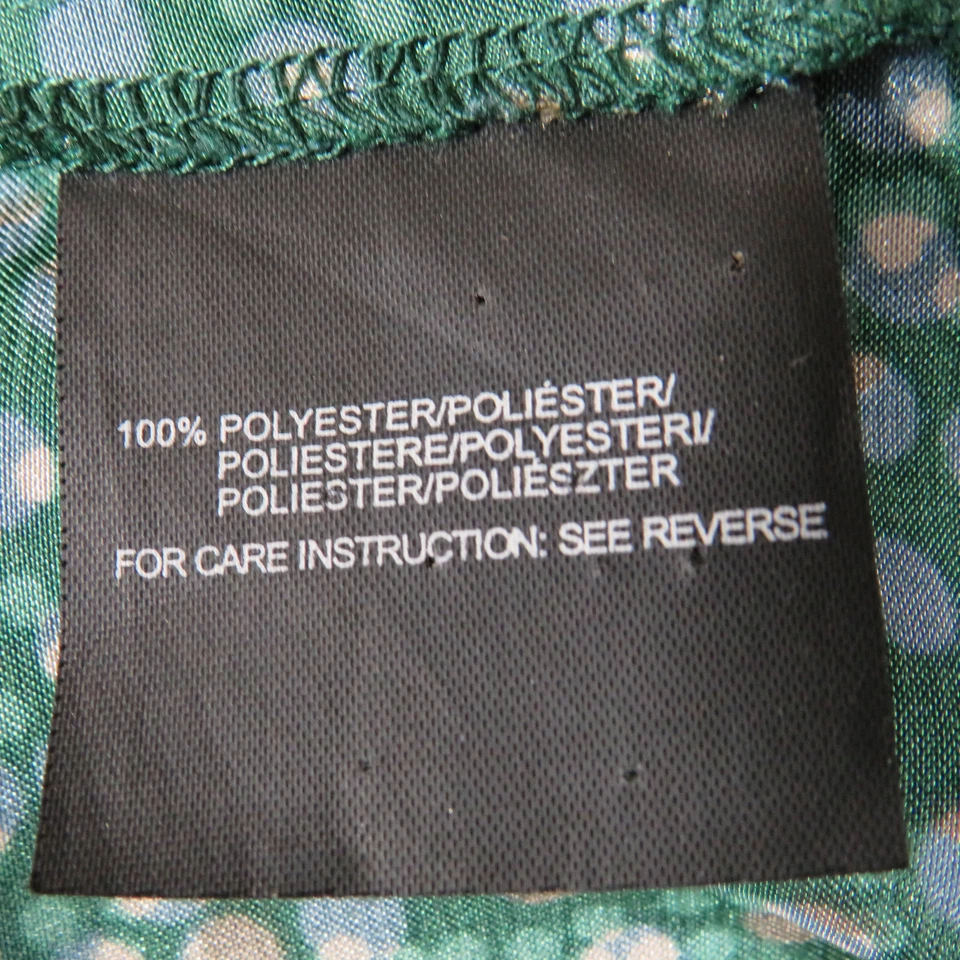 100% POLYESTER/POLIÉSTER/
POLIESTERE/POLYESTERI/
POLIESTER/POLIÉSZTER
FOR CARE INSTRUCTION: SEE REVERSE